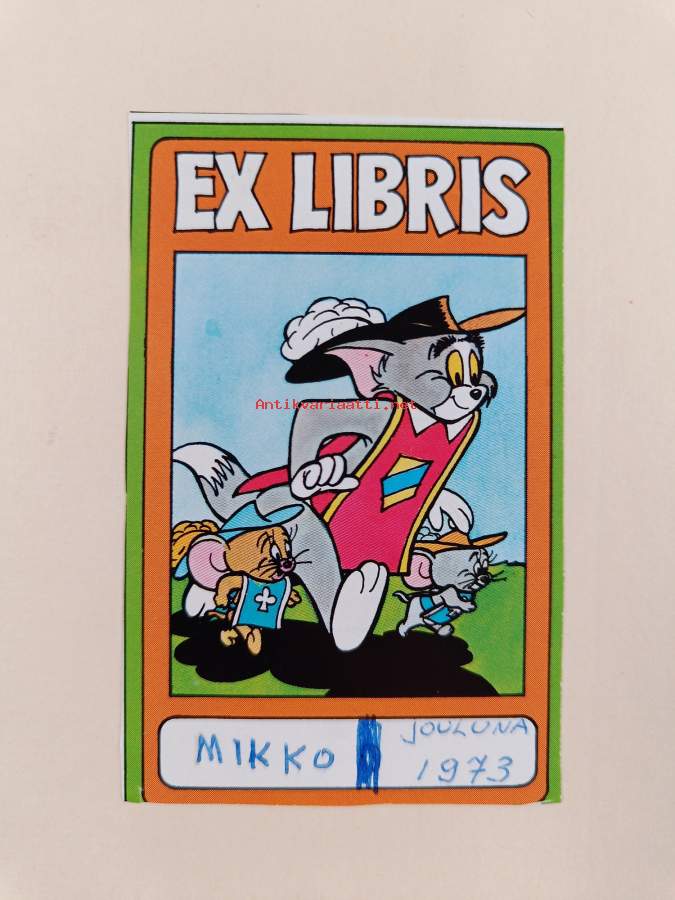 EX LIBRIS
Antikvariaatti.net
MIKKO
JOULUNA
1973